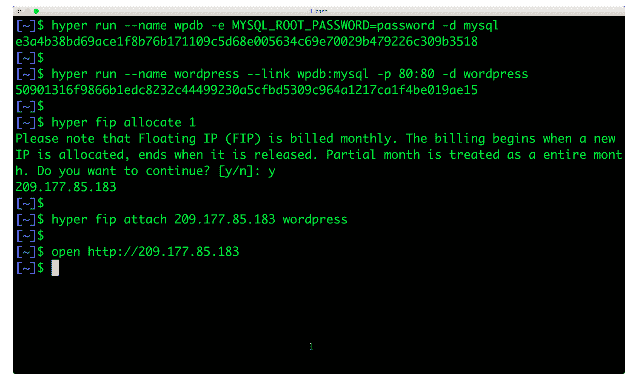 [~]$ hyper run --name wpdb -e MYSQL_ROOT_PASSWORD=password -d mysql
e3a4b38bd69ace1f8b76b171109c5d68e005634c69e70029b479226c309b3518
[~]$
[~]$ hyper run --name wordpress --link wpdb:mysql -p 80:80 -d wordpress
50901316f9866b1edc8232c44499230a5cfbd5309c964a1217ca1f4be019ae15
[~]$
[~]$ hyper fip allocate 1
Please note that Floating IP (FIP) is billed monthly. The billing begins when a new
IP is allocated, ends when it is released. Partial month is treated as a entire mont
h. Do you want to continue? [y/n]: y
209.177.85.183
[~]$
[~]$ hyper fip attach 209.177.85.183 wordpress
[~]$
[~]$ open http://209.177.85.183
[~]$